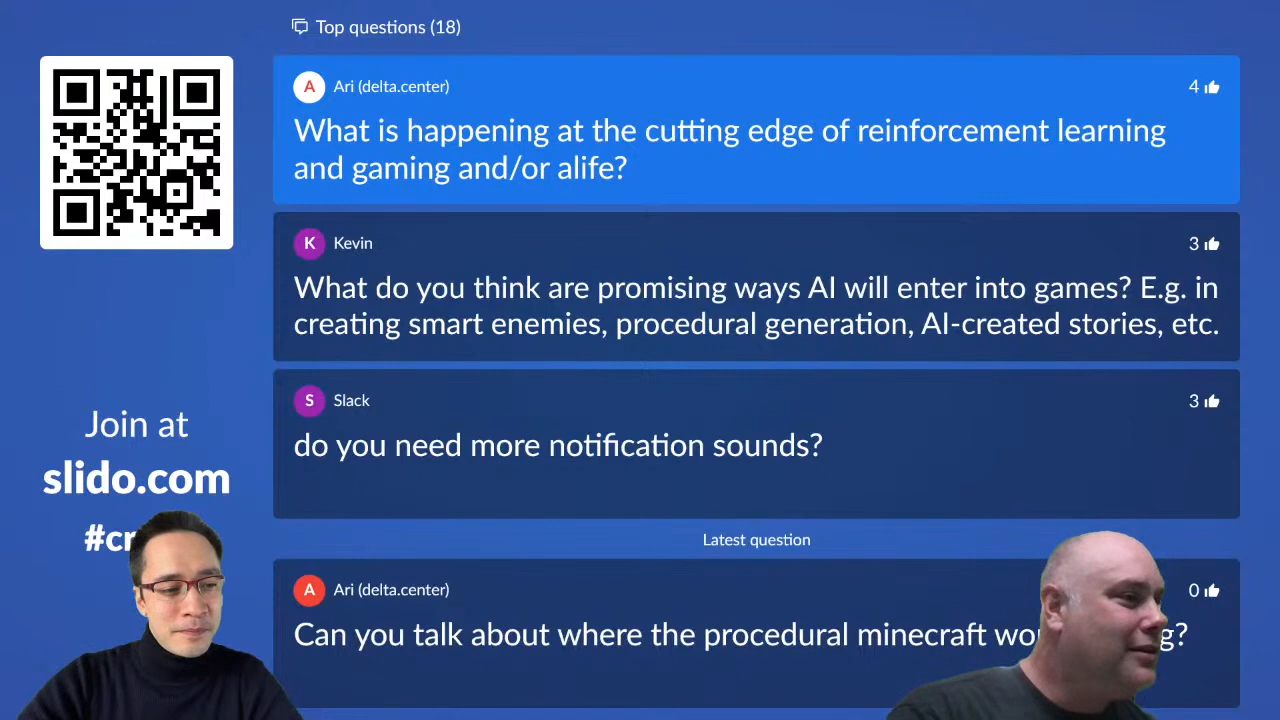 Top questions (18)
A Ari (delta.center) 4
What is happening at the cutting edge of reinforcement learning
and gaming and/or alife?
K Kevin 3
What do you think are promising ways AI will enter into games? E.g. in
creating smart enemies, procedural generation, AI-created stories, etc.
S Slack 3
do you need more notification sounds?
Join at
slido.com
Latest question
A Ari (delta.center) 0
Can you talk about where the procedural minecraft